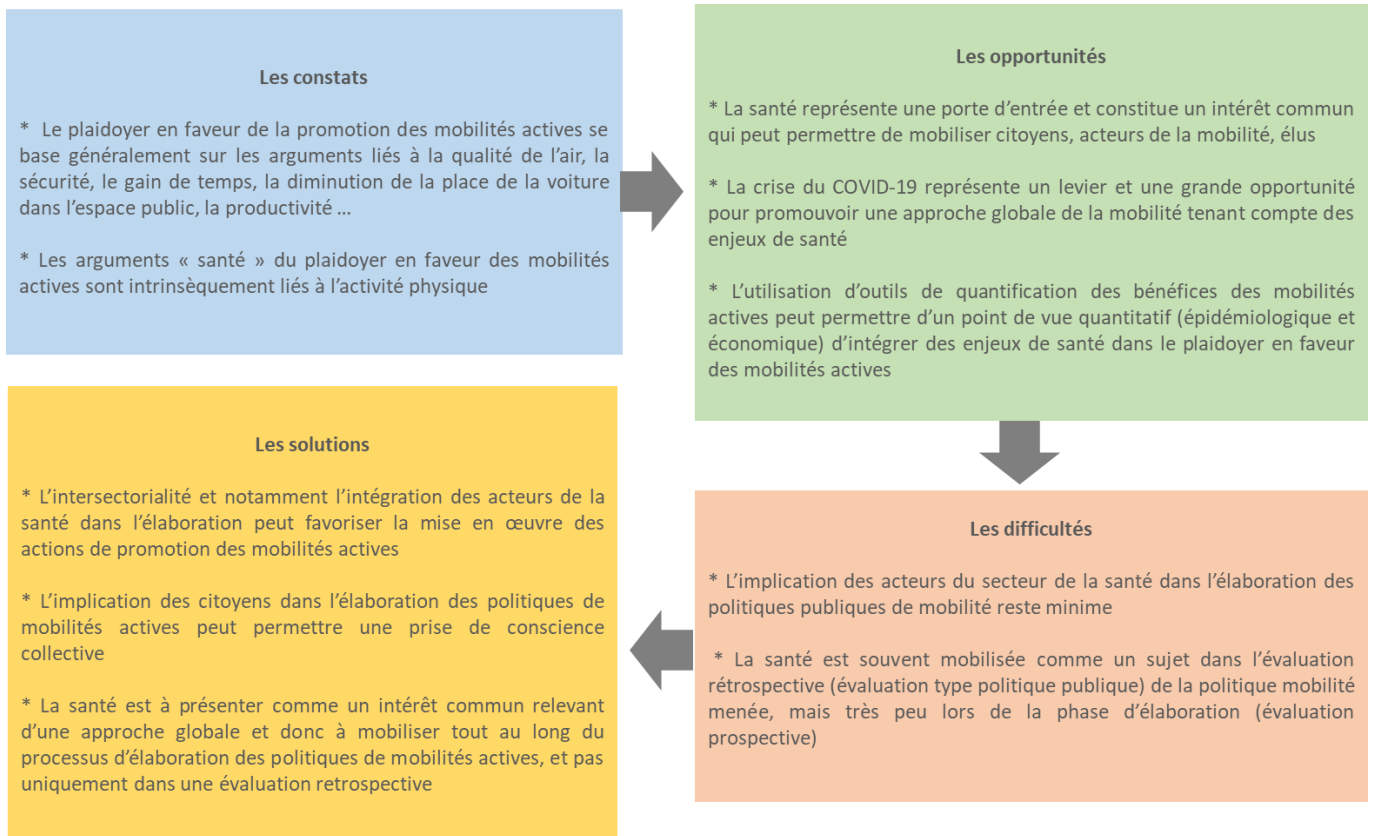 Les constats
* Le plaidoyer en faveur de la promotion des mobilités actives se
base généralement sur les arguments liés à la qualité de l'air, la
sécurité, le gain de temps, la diminution de la place de la voiture
dans l'espace public, la productivité ...
* Les arguments « santé » du plaidoyer en faveur des mobilités
actives sont intrinsèquement liés à l'activité physique
Les opportunités
* La santé représente une porte d'entrée et constitue un intérêt commun
qui peut permettre de mobiliser citoyens, acteurs de la mobilité, élus
* La crise du COVID-19 représente un levier et une grande opportunité
pour promouvoir une approche globale de la mobilité tenant compte des
enjeux de santé
* L'utilisation d'outils de quantification des bénéfices des mobilités
actives peut permettre d'un point de vue quantitatif (épidémiologique et
économique) d'intégrer des enjeux de santé dans le plaidoyer en faveur
des mobilités actives
Les difficultés
* L'implication des acteurs du secteur de la santé dans l'élaboration des
politiques publiques de mobilité reste minime
* La santé est souvent mobilisée comme un sujet dans l'évaluation
rétrospective (évaluation type politique publique) de la politique mobilité
menée, mais très peu lors de la phase d'élaboration (évaluation
prospective)
Les solutions
* L'intersectorialité et notamment l'intégration des acteurs de la
santé dans l'élaboration peut favoriser la mise en œuvre des
actions de promotion des mobilités actives
* L'implication des citoyens dans l'élaboration des politiques de
mobilités actives peut permettre une prise de conscience
collective
* La santé est à présenter comme un intérêt commun relevant
d'une approche globale et donc à mobiliser tout au long du
processus d'élaboration des politiques de mobilités actives, et pas
uniquement dans une évaluation retrospective